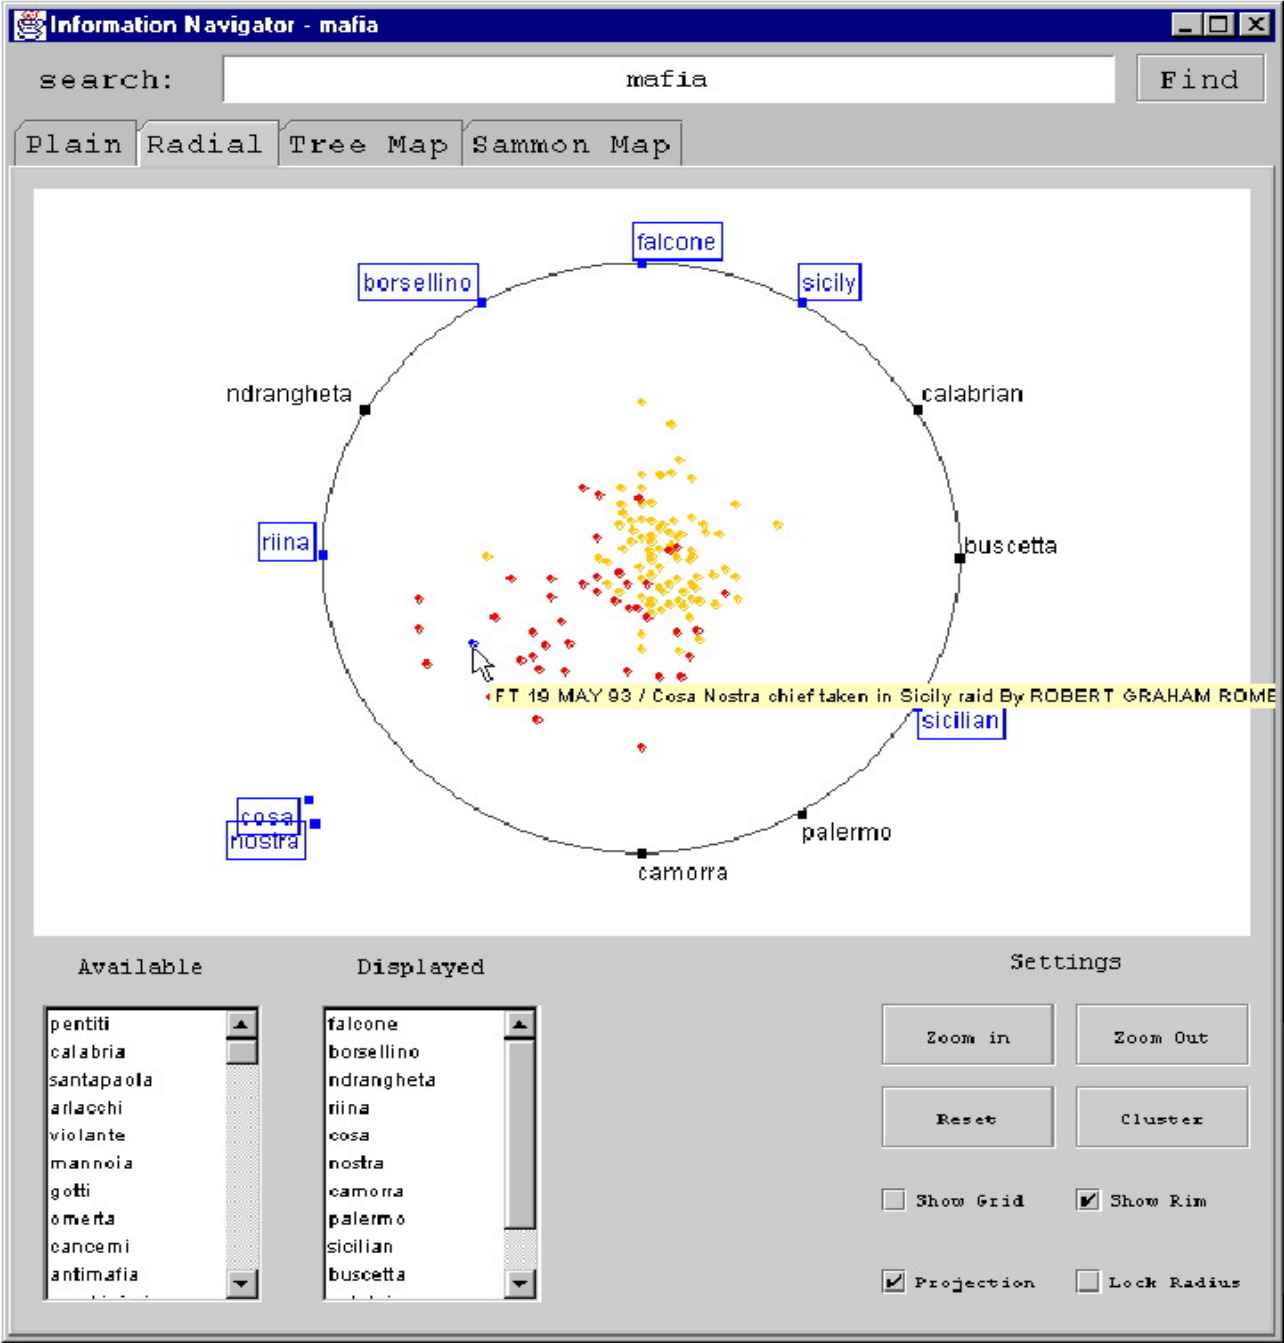 Information Navigator - mafia
search:
mafia
Find
Plain
Radial
Tree Map
Sammon Map
falcone
borsellino
sicily
ndrangheta
calabrian
riina
buscetta
FT 19 MAY 93 / Cosa Nostra chief taken in Sicily raid By ROBERT GRAHAM ROME
sicilian
cosa
nostra
palermo
camorra
Available
Displayed
Settings
pentiti
calabria
santapaola
arlacchi
violante
mannoia
gotti
omerta
cancemi
antimafia
falcone
borsellino
ndrangheta
riina
cosa
nostra
camorra
palermo
sicilian
buscetta
Zoom in
Zoom Out
Reset
Cluster
Show Grid
Show Rim
Projection
Lock Radius